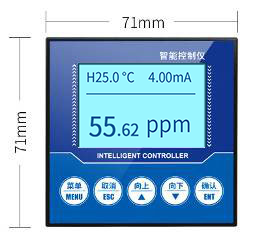 71mm
71mm
智能控制仪
H25.0℃ 4.00mA
55.62 ppm
INTELLIGENT CONTROLLER
菜单 取消 向上 向下 确认
MENU ESC ▲ ▼ ENT